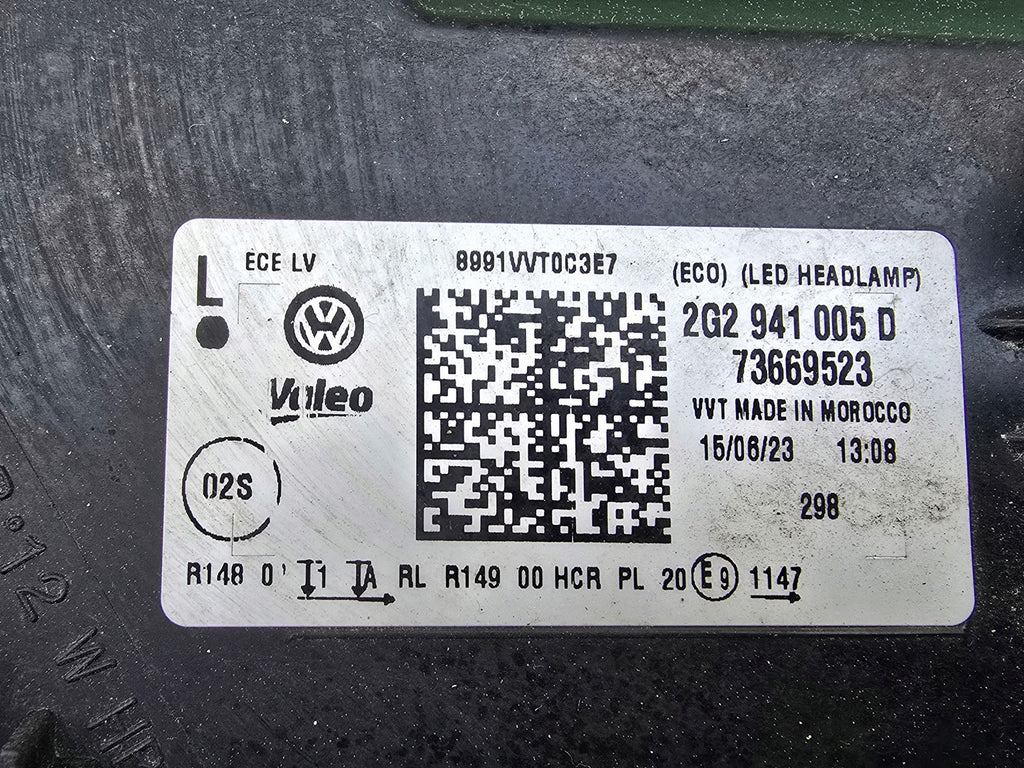 L
ECE LV
Valeo
02S
8991VVT0C3E7
(ECO) (LED HEADLAMP)
2G2 941 005 D
73669523
VVT MADE IN MOROCCO
15/06/23 13:08
298
R148 0' 1 A RL R149 00 HCR PL 20 E9 1147
12 W